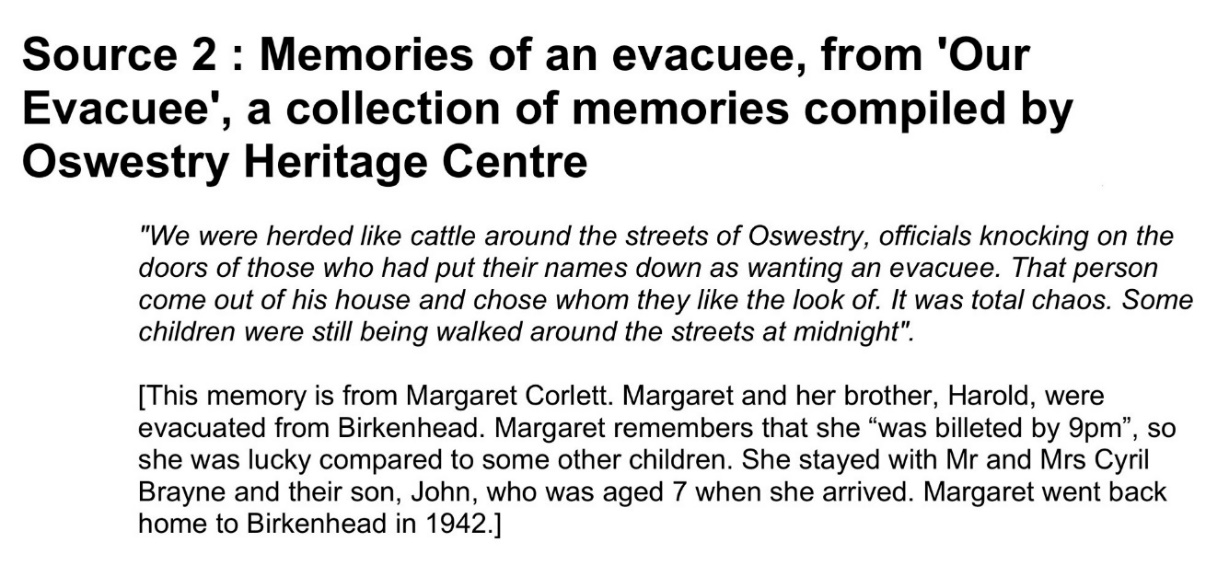 Source 2 : Memories of an evacuee, from 'Our
Evacuee', a collection of memories compiled by
Oswestry Heritage Centre
"We were herded like cattle around the streets of Oswestry, officials knocking on the
doors of those who had put their names down as wanting an evacuee. That person
come out of his house and chose whom they like the look of. It was total chaos. Some
children were still being walked around the streets at midnight".
[This memory is from Margaret Corlett. Margaret and her brother, Harold, were
evacuated from Birkenhead. Margaret remembers that she “was billeted by 9pm”, so
she was lucky compared to some other children. She stayed with Mr and Mrs Cyril
Brayne and their son, John, who was aged 7 when she arrived. Margaret went back
home to Birkenhead in 1942.]